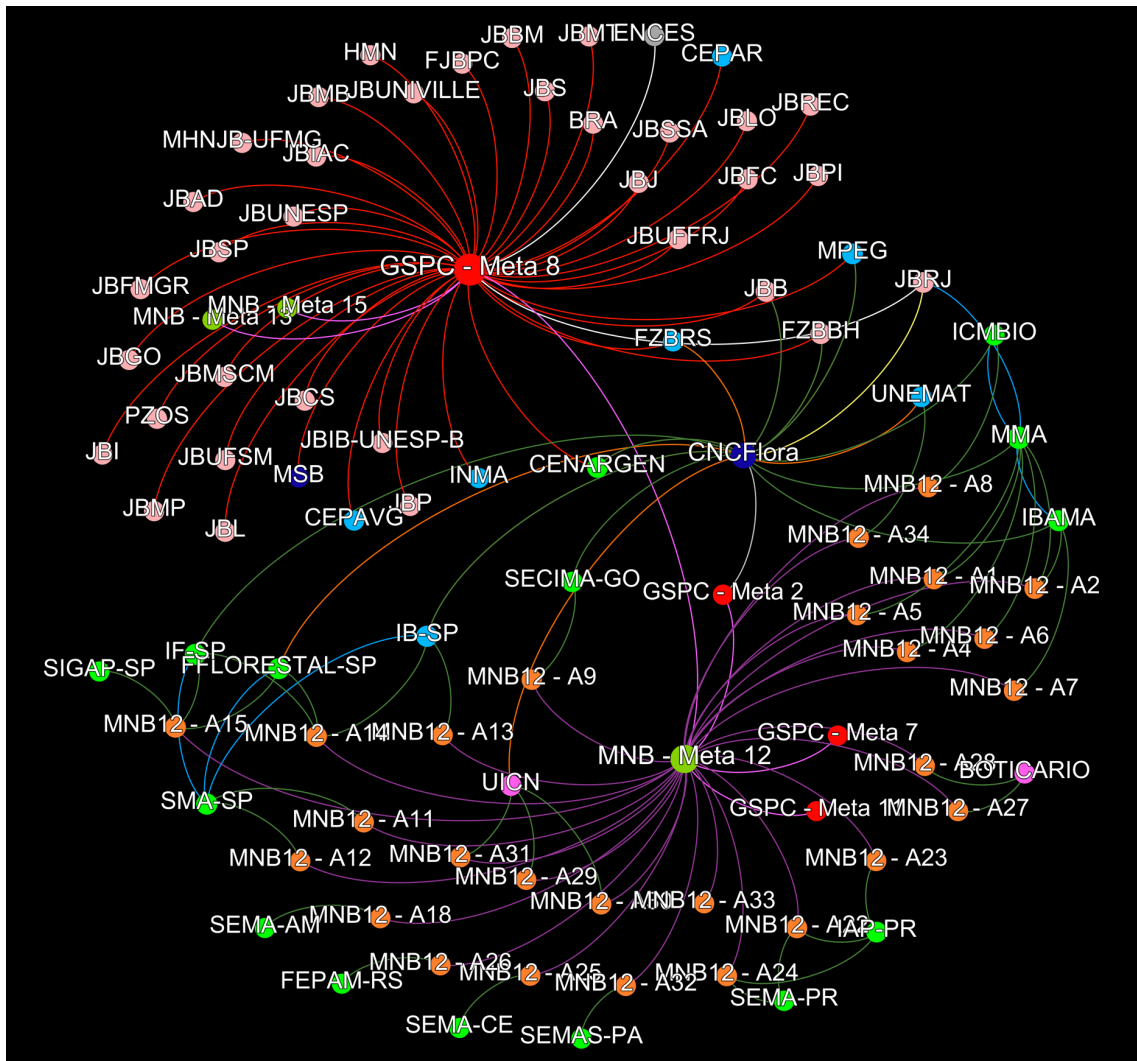 JBBM
JBMT
ENCES
HMN
FJBPC
CEPAR
JBMB
JBUNIVILLE
JBS
JBREC
MHNJB-UFMG
BRA
JBSSA
JBLO
JBIAC
JBJ
JBFC
JBPI
JBAD
JBUNESP
JBSP
JBUFFRJ
MPEG
GSPC - Meta 8
JBFMGR
JBB
JBRJ
MNB - Meta 15
MNB - Meta 13
FZBRS
FZBBH
ICMBIO
JBGO
JBMSCM
JBCS
UNEMAT
PZOS
JBIB-UNESP-B
MMA
JBI
JBUFSM
MSB
INMA
CENARGEN
CNCFlora
MNB12 - A8
JBMP
JBL
CEPAVG
JBP
IBAMA
MNB12 - A34
SECIMA-GO
GSPC - Meta 2
MNB12 - A1
MNB12 - A2
MNB12 - A5
IB-SP
MNB12 - A6
SIGAP-SP
IF-SP
FFLORESTAL-SP
MNB12 - A4
MNB12 - A9
MNB12 - A7
MNB12 - A15
MNB12 - A14
MNB12 - A13
GSPC - Meta 7
MNB - Meta 12
MNB12 - A28
BOTICARIO
UICN
SMA-SP
GSPC - Meta 1
MNB12 - A27
MNB12 - A11
MNB12 - A12
MNB12 - A31
MNB12 - A23
MNB12 - A29
MNB12 - A30
MNB12 - A33
SEMA-AM
MNB12 - A18
MNB12 - A22
IAP-PR
FEPAM-RS
MNB12 - A26
MNB12 - A25
MNB12 - A32
MNB12 - A24
SEMA-PR
SEMA-CE
SEMAS-PA